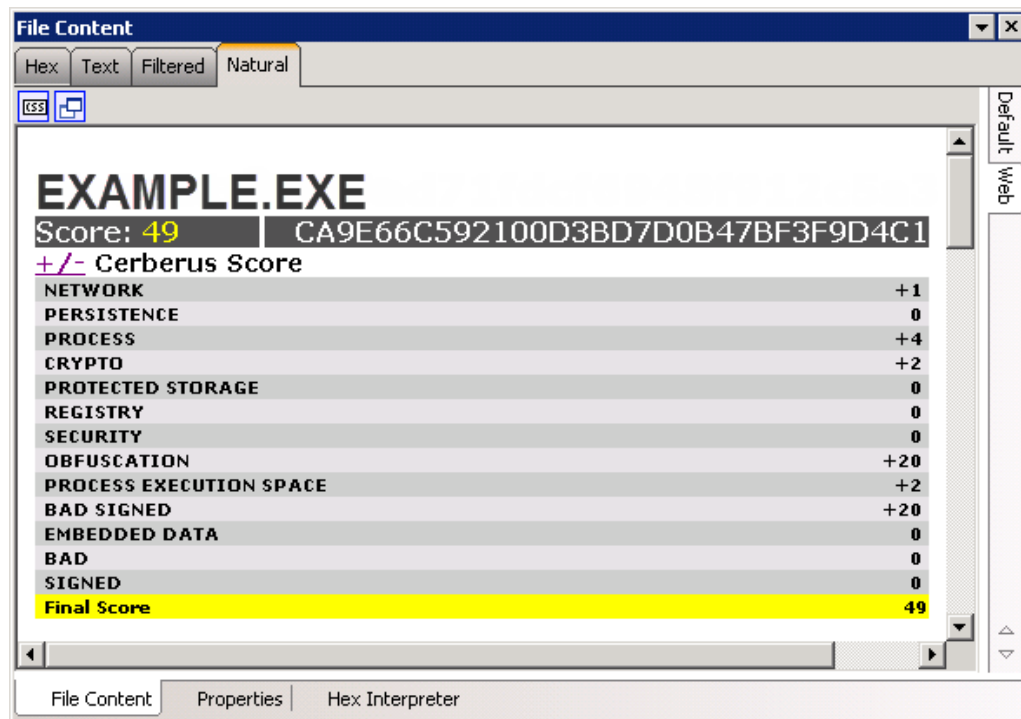 File Content
Hex Text Filtered Natural
CSS
Default
Web
EXAMPLE.EXE
Score: 49 CA9E66C592100D3BD7D0B47BF3F9D4C1
+/- Cerberus Score
NETWORK +1
PERSISTENCE 0
PROCESS +4
CRYPTO +2
PROTECTED STORAGE 0
REGISTRY 0
SECURITY 0
OBFUSCATION +20
PROCESS EXECUTION SPACE +2
BAD SIGNED +20
EMBEDDED DATA 0
BAD 0
SIGNED 0
Final Score 49
File Content Properties Hex Interpreter